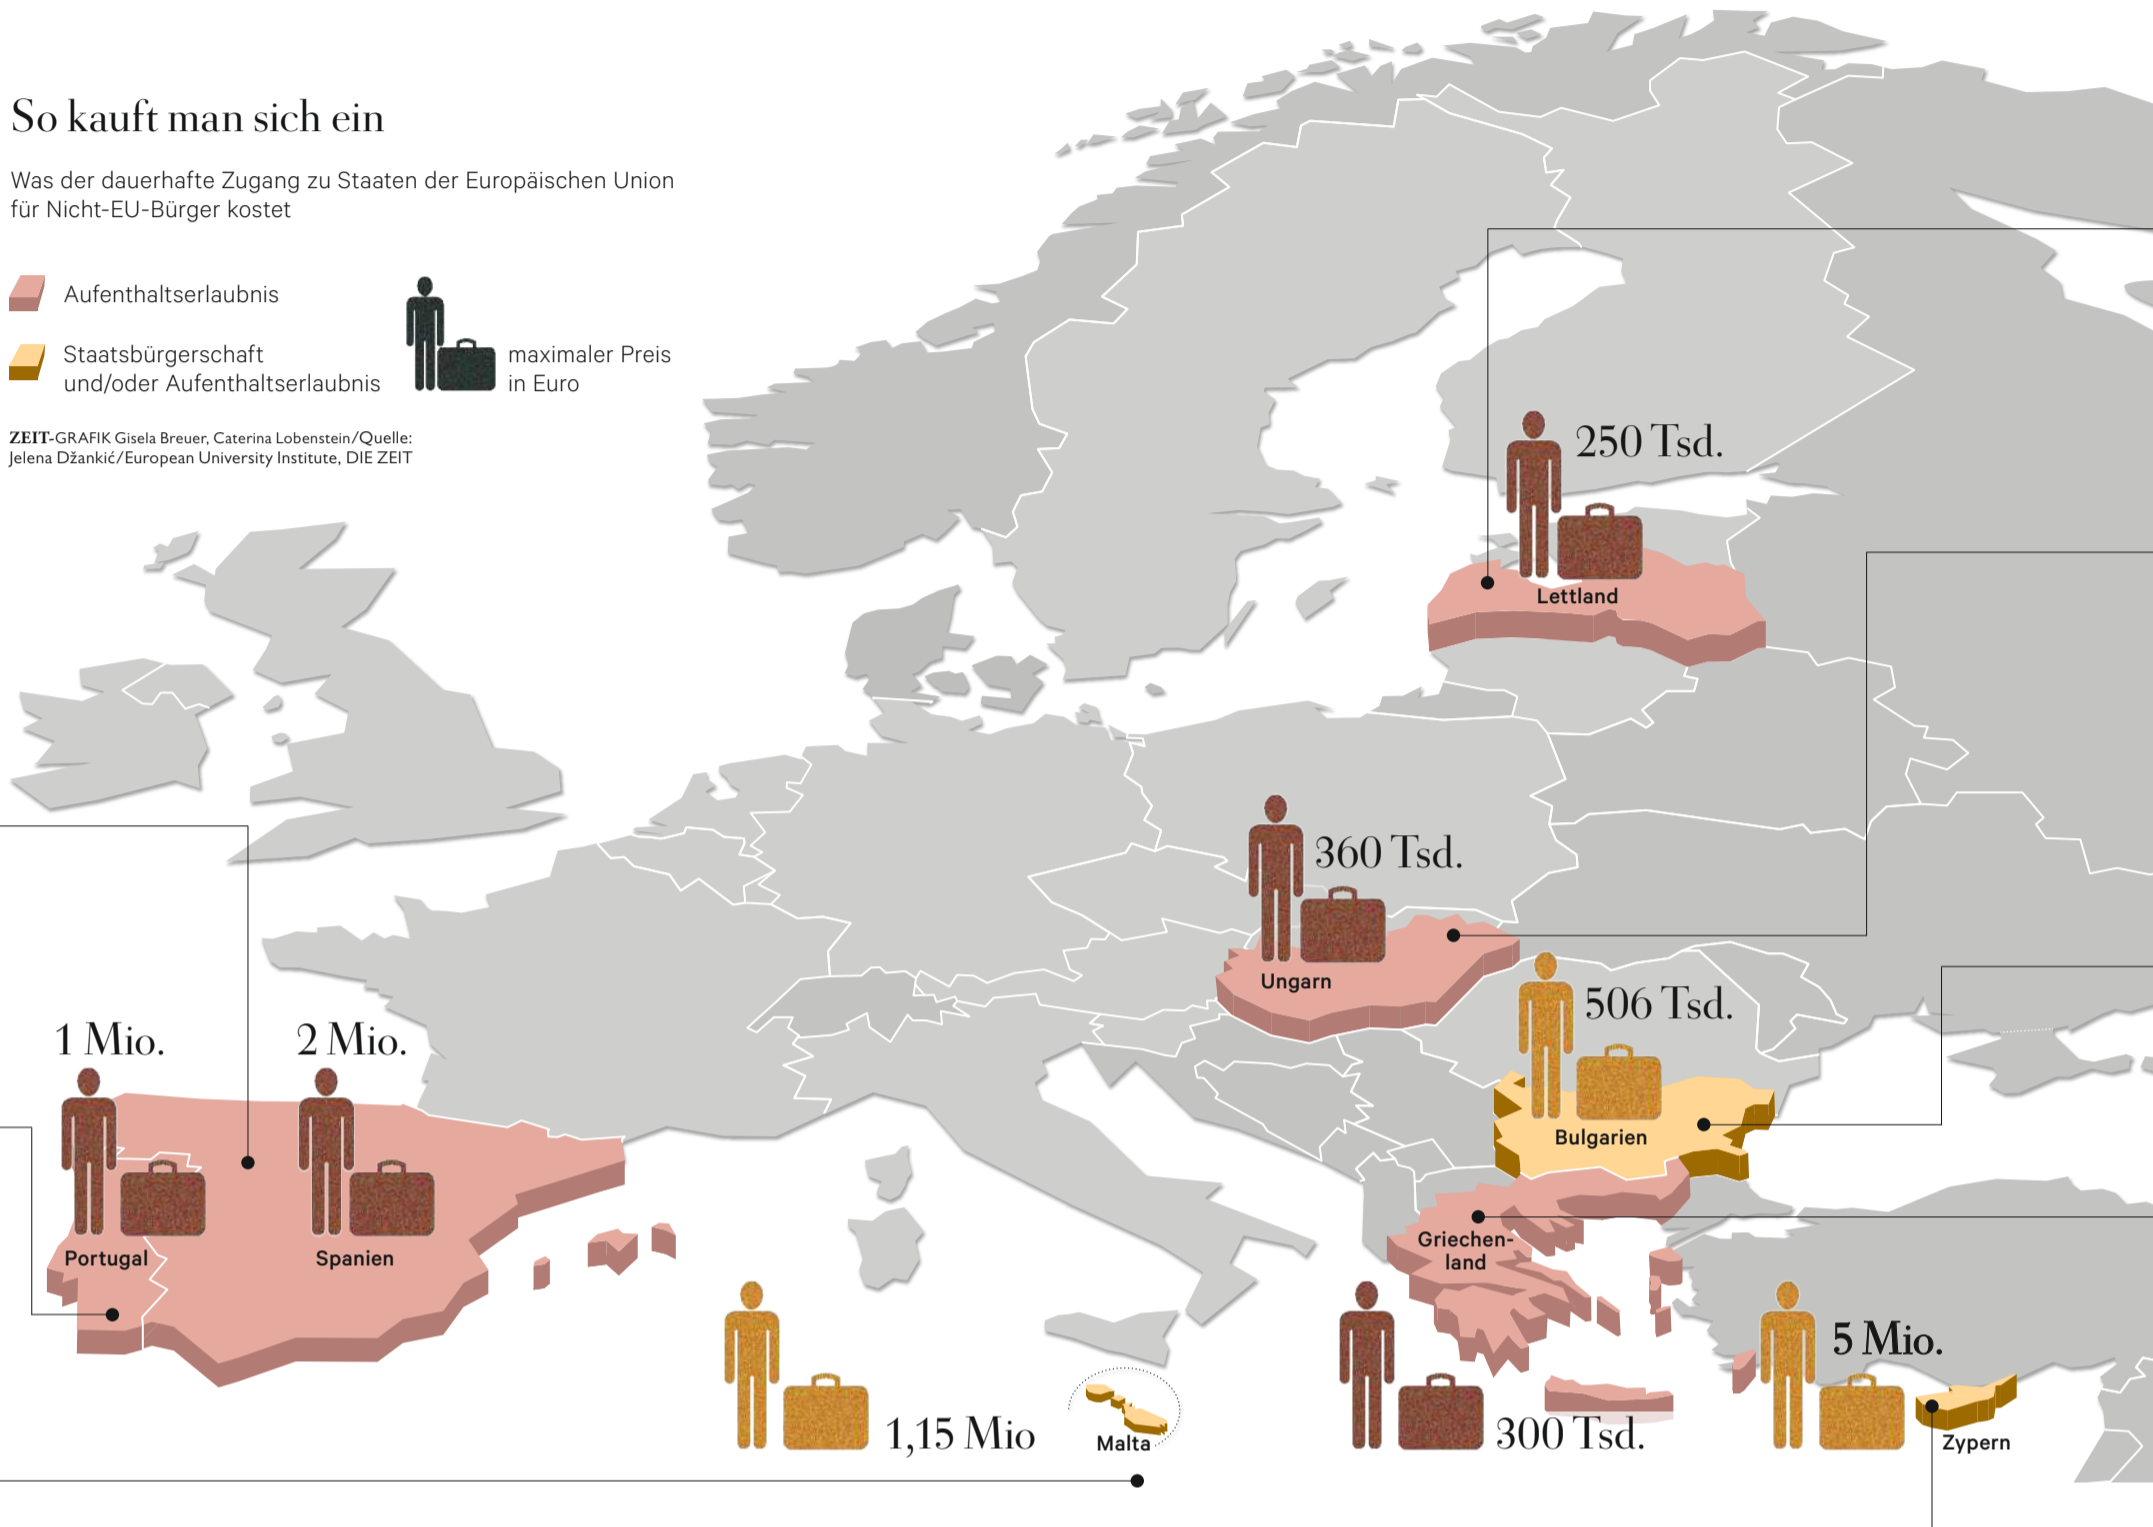 So kauft man sich ein
Was der dauerhafte Zugang zu Staaten der Europäischen Union
für Nicht-EU-Bürger kostet
Aufenthaltserlaubnis
Staatsbürgerschaft
und/oder Aufenthaltserlaubnis
maximaler Preis
in Euro
ZEIT-GRAFIK Gisela Breuer, Caterina Lobenstein/Quelle:
Jelena Džankić/European University Institute, DIE ZEIT
250 Tsd.
Lettland
360 Tsd.
Ungarn
506 Tsd.
Bulgarien
1 Mio.
Portugal
2 Mio.
Spanien
Griechen-
land
300 Tsd.
1,15 Mio
Malta
5 Mio.
Zypern